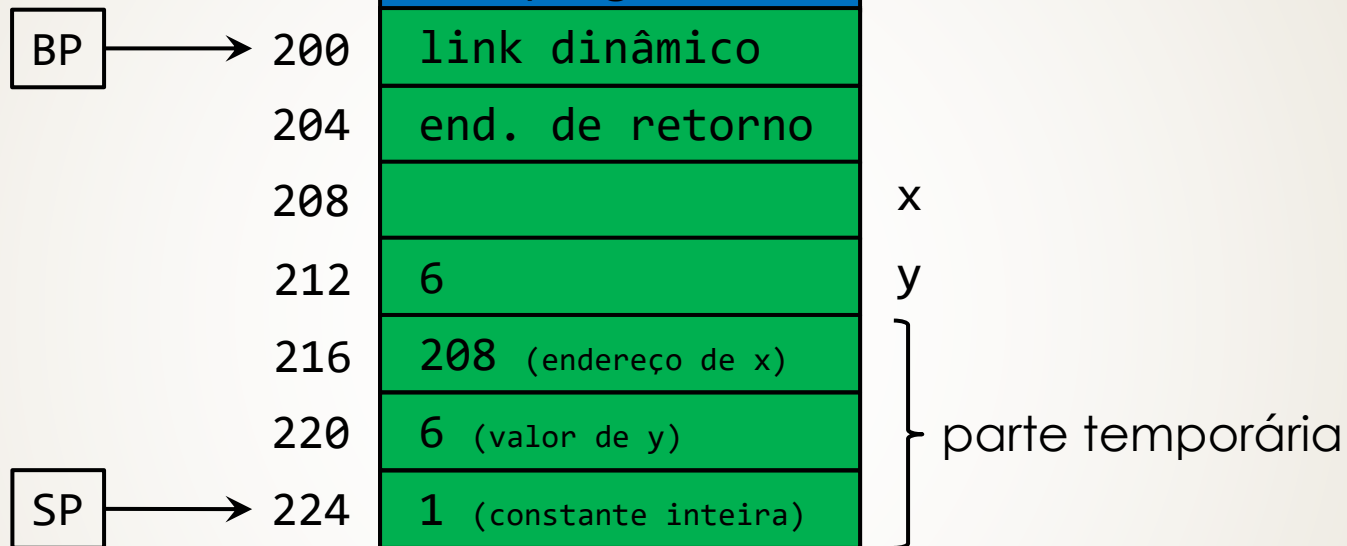 BP 200 link dinâmico
204 end. de retorno
208 x
212 6 y
216 208 (endereço de x)
220 6 (valor de y) parte temporária
SP 224 1 (constante inteira)